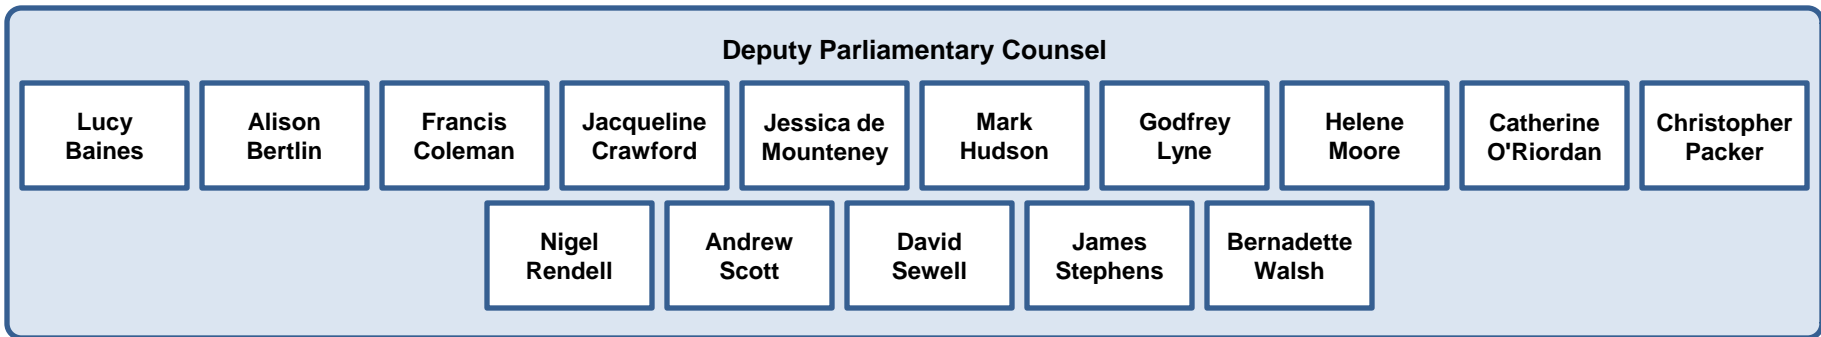 Deputy Parliamentary Counsel
Lucy
Baines
Alison
Bertlin
Francis
Coleman
Jacqueline
Crawford
Jessica de
Mounteney
Mark
Hudson
Godfrey
Lyne
Helene
Moore
Catherine
O'Riordan
Christopher
Packer
Nigel
Rendell
Andrew
Scott
David
Sewell
James
Stephens
Bernadette
Walsh